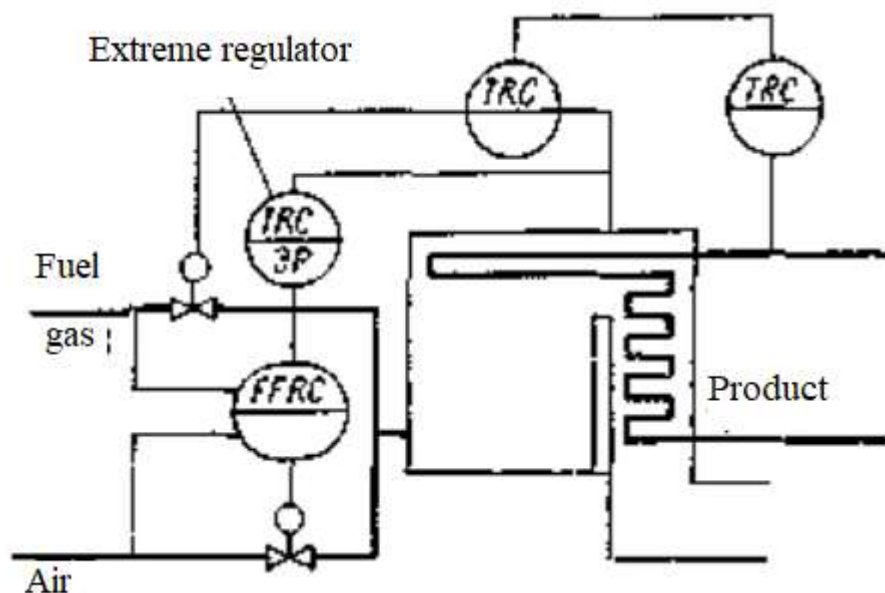 Extreme regulator
TRC
TRC
TRC
ЭР
Fuel
gas
FFRC
Product
Air